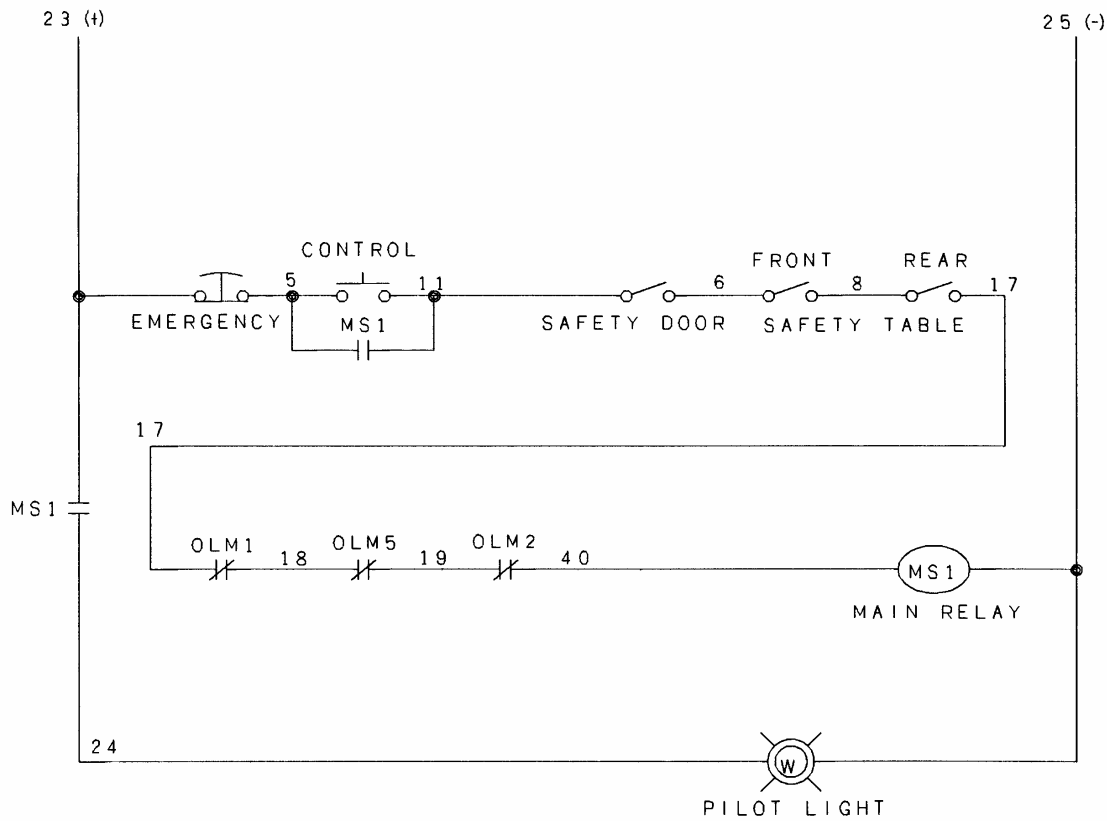 23 (+)
25 (-)
CONTROL
5
11
FRONT
REAR
6
8
17
EMERGENCY
MS1
SAFETY DOOR
SAFETY TABLE
17
MS1
OLM1
18
OLM5
19
OLM2
40
MS1
MAIN RELAY
24
W
PILOT LIGHT